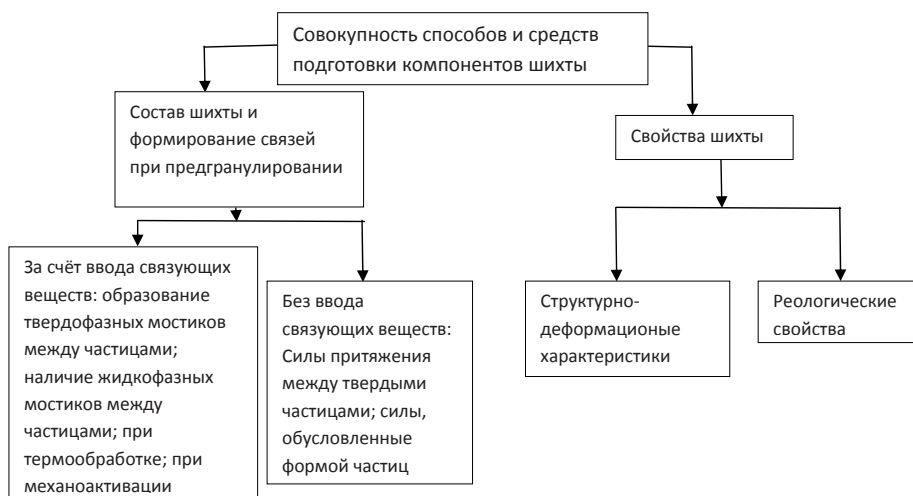 Совокупность способов и средств
подготовки компонентов шихты
Состав шихты и
формирование связей
при предгранулировании
Свойства шихты
За счёт ввода связующих
веществ: образование
твердофазных мостиков
между частицами;
наличие жидкофазных
мостиков между
частицами; при
термообработке; при
механоактивации
Без ввода
связующих веществ:
Силы притяжения
между твердыми
частицами; силы,
обусловленные
формой частиц
Структурно-
деформационые
характеристики
Реологические
свойства